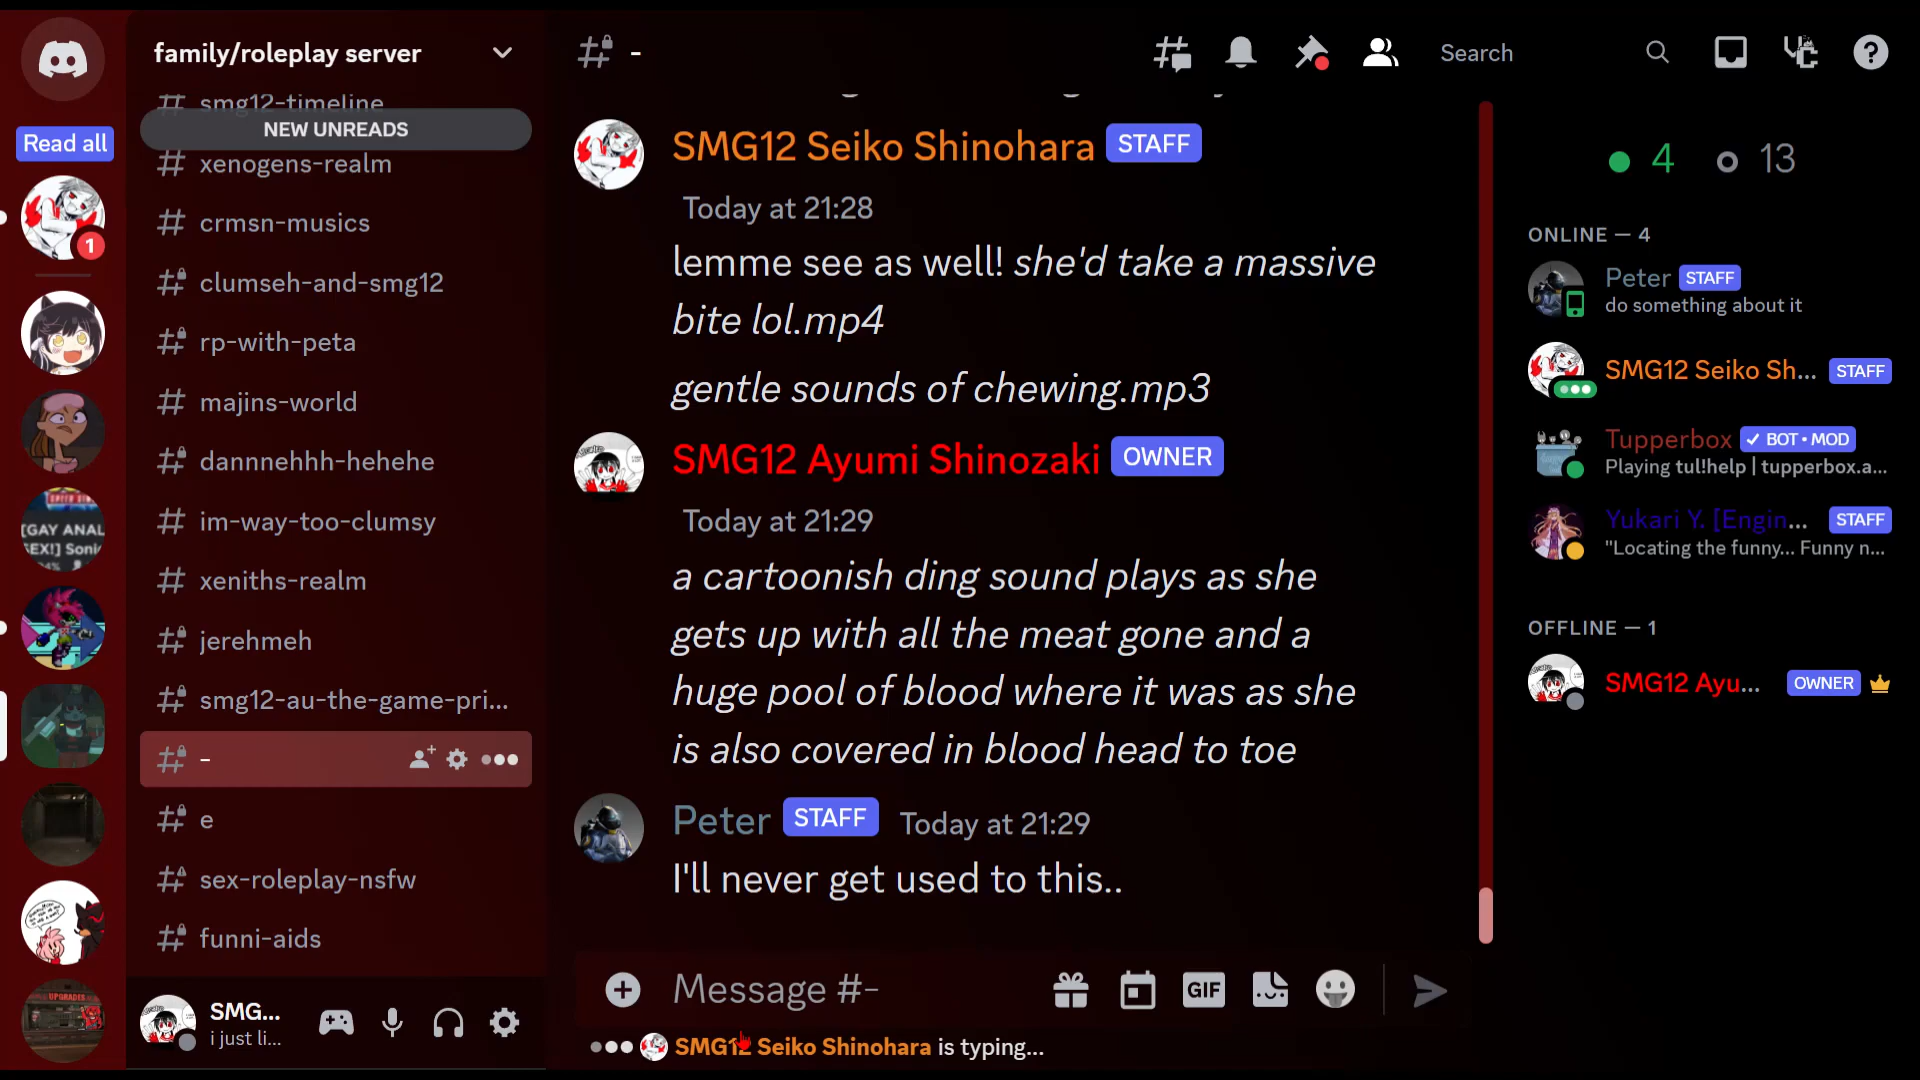 family/roleplay server
-
Search
smg12-timeline
NEW UNREADS
Read all
xenogens-realm
crmsn-musics
1
clumseh-and-smg12
rp-with-peta
majins-world
dannnehhh-hehehe
[GAY ANAL
SEX!] Soni
im-way-too-clumsy
xeniths-realm
jerehmeh
smg12-au-the-game-pri...
-
e
sex-roleplay-nsfw
funni-aids
UPGRADES
SMG...
i just li...
SMG12 Seiko Shinohara STAFF
Today at 21:28
lemme see as well! she'd take a massive
bite lol.mp4
gentle sounds of chewing.mp3
SMG12 Ayumi Shinozaki OWNER
Today at 21:29
a cartoonish ding sound plays as she
gets up with all the meat gone and a
huge pool of blood where it was as she
is also covered in blood head to toe
Peter STAFF Today at 21:29
I'll never get used to this..
Message #-
GIF
SMG12 Seiko Shinohara is typing...
4 13
ONLINE — 4
Peter STAFF
do something about it
SMG12 Seiko Sh... STAFF
Tupperbox ✓ BOT • MOD
Playing tul!help | tupperbox.a...
Yukari Y. [Engin... STAFF
"Locating the funny... Funny n...
OFFLINE — 1
SMG12 Ayu... OWNER